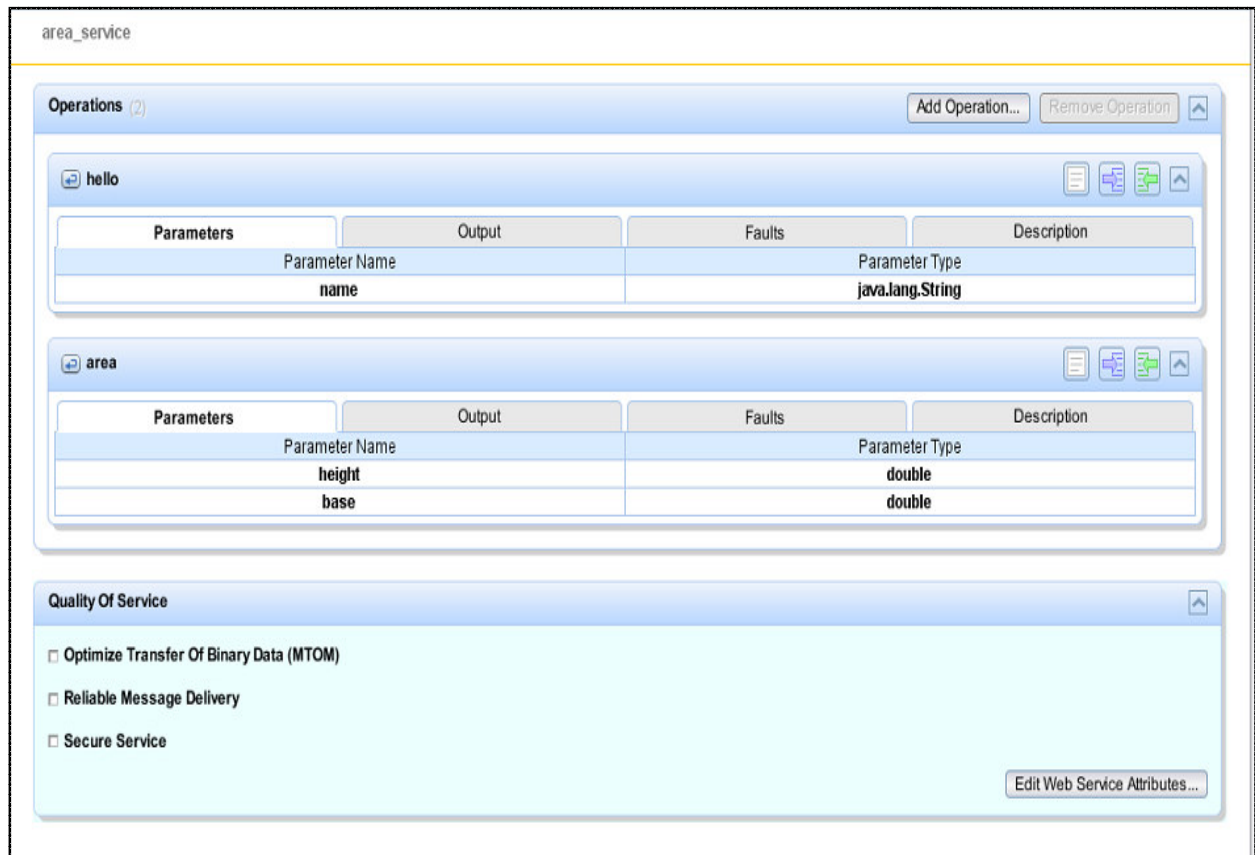 area_service
Operations (2) Add Operation... Remove Operation
hello
Parameters Output Faults Description
Parameter Name Parameter Type
name java.lang.String
area
Parameters Output Faults Description
Parameter Name Parameter Type
height double
base double
Quality Of Service
Optimize Transfer Of Binary Data (MTOM)
Reliable Message Delivery
Secure Service
Edit Web Service Attributes...